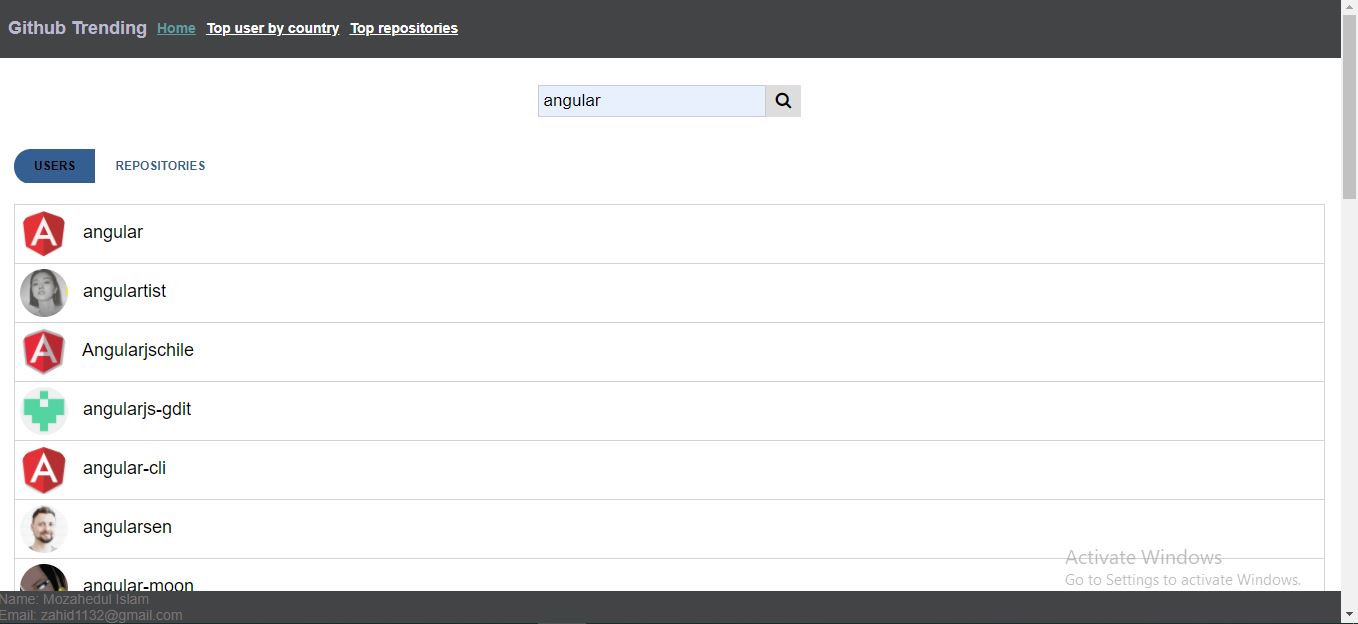 Github Trending Home Top user by country Top repositories
angular
USERS REPOSITORIES
angular
angulartist
Angularjschile
angularjs-gdit
angular-cli
angularsen
angular-moon
Activate Windows
Go to Settings to activate Windows.
Name: Mozahedul Islam
Email: zahid1132@gmail.com